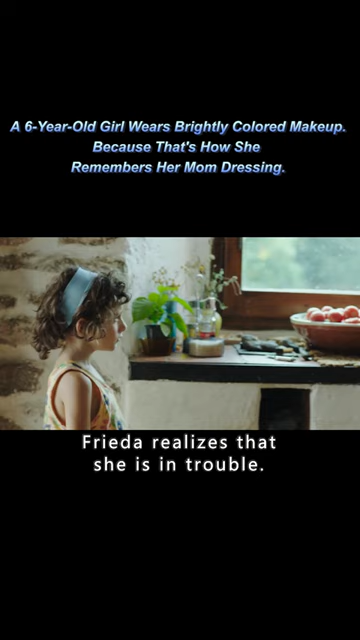 A 6-Year-Old Girl Wears Brightly Colored Makeup.
Because That's How She
Remembers Her Mom Dressing.
Frieda realizes that
she is in trouble.